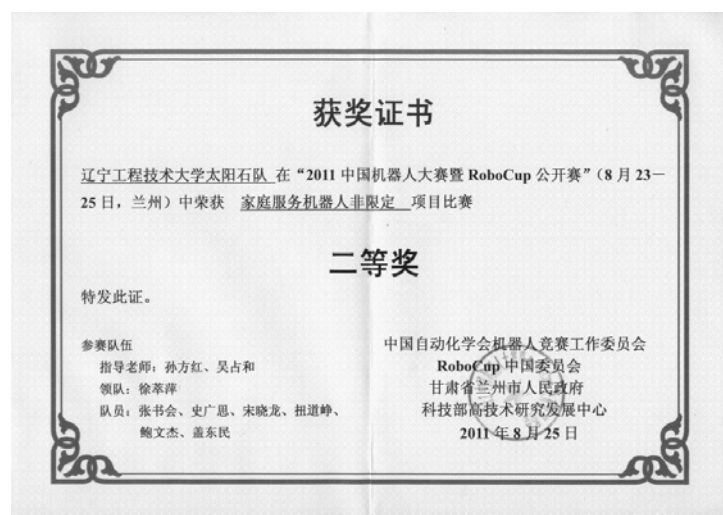 获奖证书
辽宁工程技术大学太阳石队 在“2011 中国机器人大赛暨 RoboCup 公开赛”（8 月 23－
25 日，兰州）中荣获 家庭服务机器人非限定 项目比赛
二等奖
特发此证。
参赛队伍
指导老师：孙方红、吴占和
领队：徐萃萍
队员：张书会、史广思、宋晓龙、扭道峥、
鲍文杰、盖东民
中国自动化学会机器人竞赛工作委员会
RoboCup 中国委员会
甘肃省兰州市人民政府
科技部高技术研究发展中心
2011 年 8 月 25 日